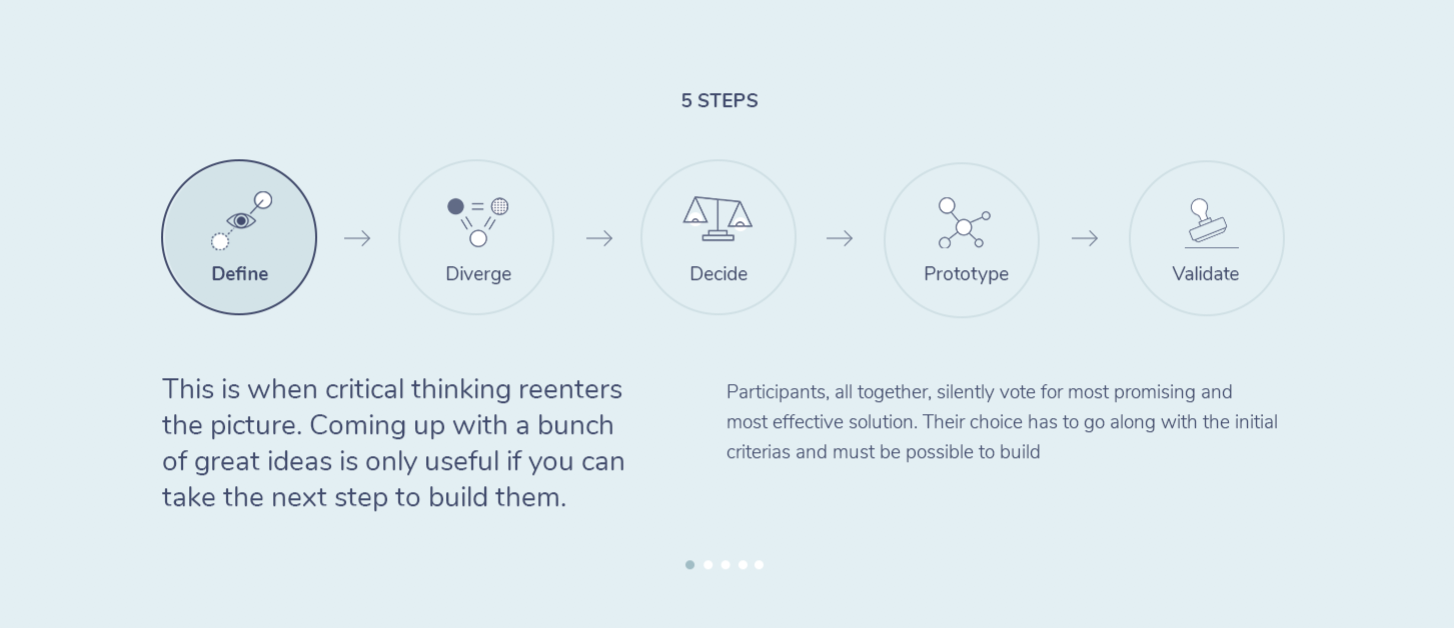 5 STEPS
Define
Diverge
Decide
Prototype
Validate
This is when critical thinking reenters
the picture. Coming up with a bunch
of great ideas is only useful if you can
take the next step to build them.
Participants, all together, silently vote for most promising and
most effective solution. Their choice has to go along with the initial
criterias and must be possible to build